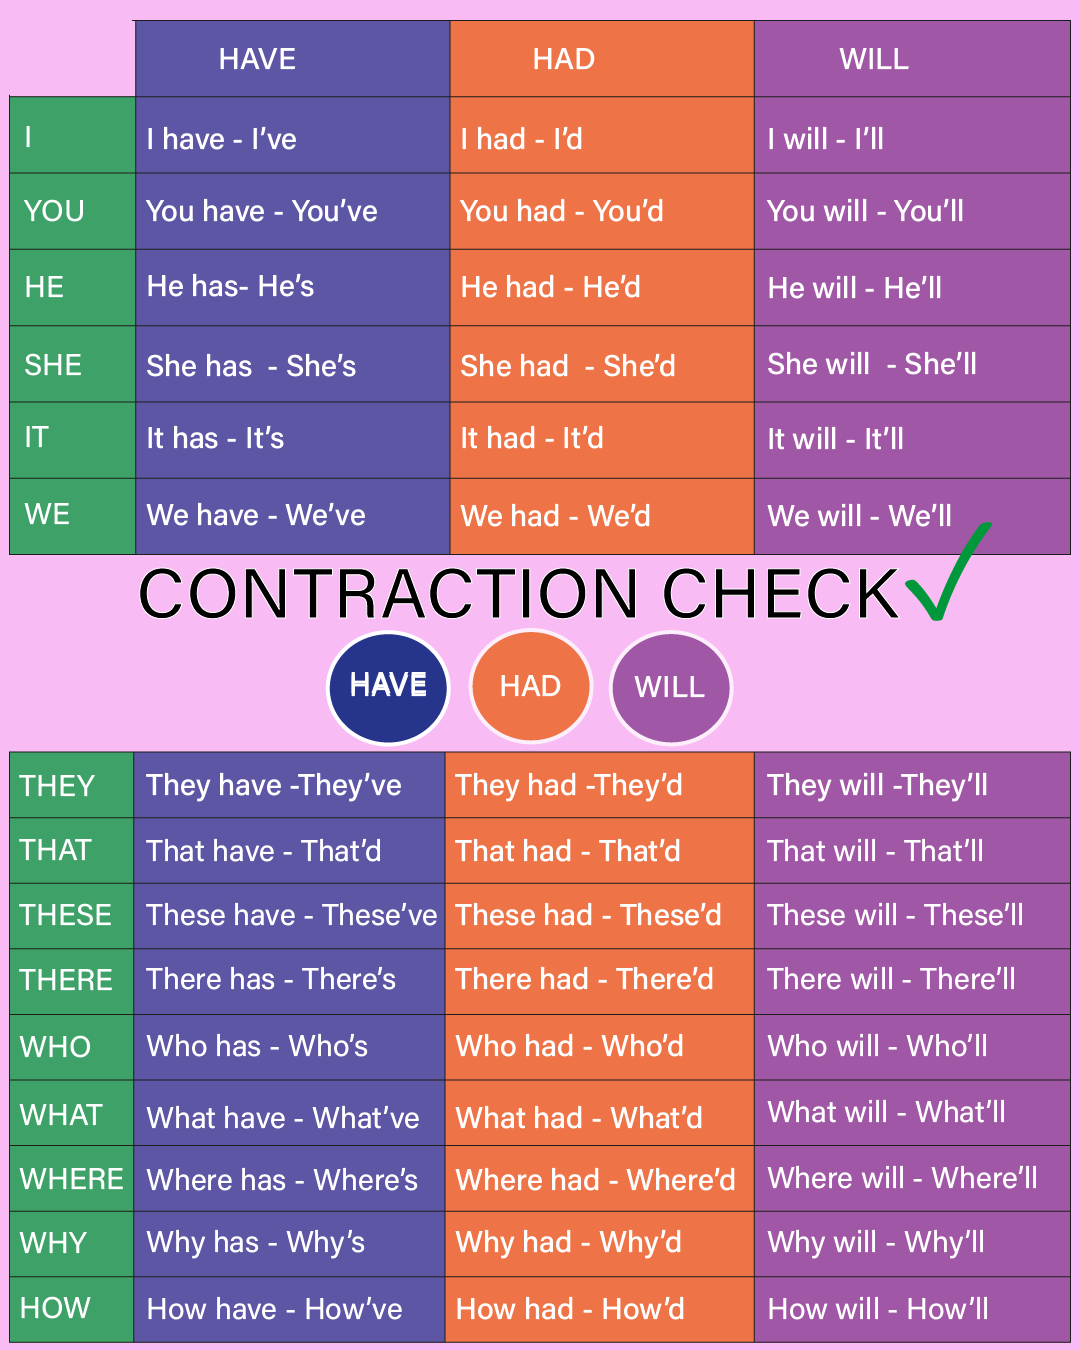 HAVE HAD WILL
I I have - I’ve I had - I’d I will - I’ll
YOU You have - You’ve You had - You’d You will - You’ll
HE He has- He’s He had - He’d He will - He’ll
SHE She has - She’s She had - She’d She will - She’ll
IT It has - It’s It had - It’d It will - It’ll
WE We have - We’ve We had - We’d We will - We’ll
CONTRACTION CHECK
HAVE HAD WILL
THEY They have -They’ve They had -They’d They will -They’ll
THAT That have - That’d That had - That’d That will - That’ll
THESE These have - These’ve These had - These’d These will - These’ll
THERE There has - There’s There had - There’d There will - There’ll
WHO Who has - Who’s Who had - Who’d Who will - Who’ll
WHAT What have - What’ve What had - What’d What will - What’ll
WHERE Where has - Where’s Where had - Where’d Where will - Where’ll
WHY Why has - Why’s Why had - Why’d Why will - Why’ll
HOW How have - How’ve How had - How’d How will - How’ll